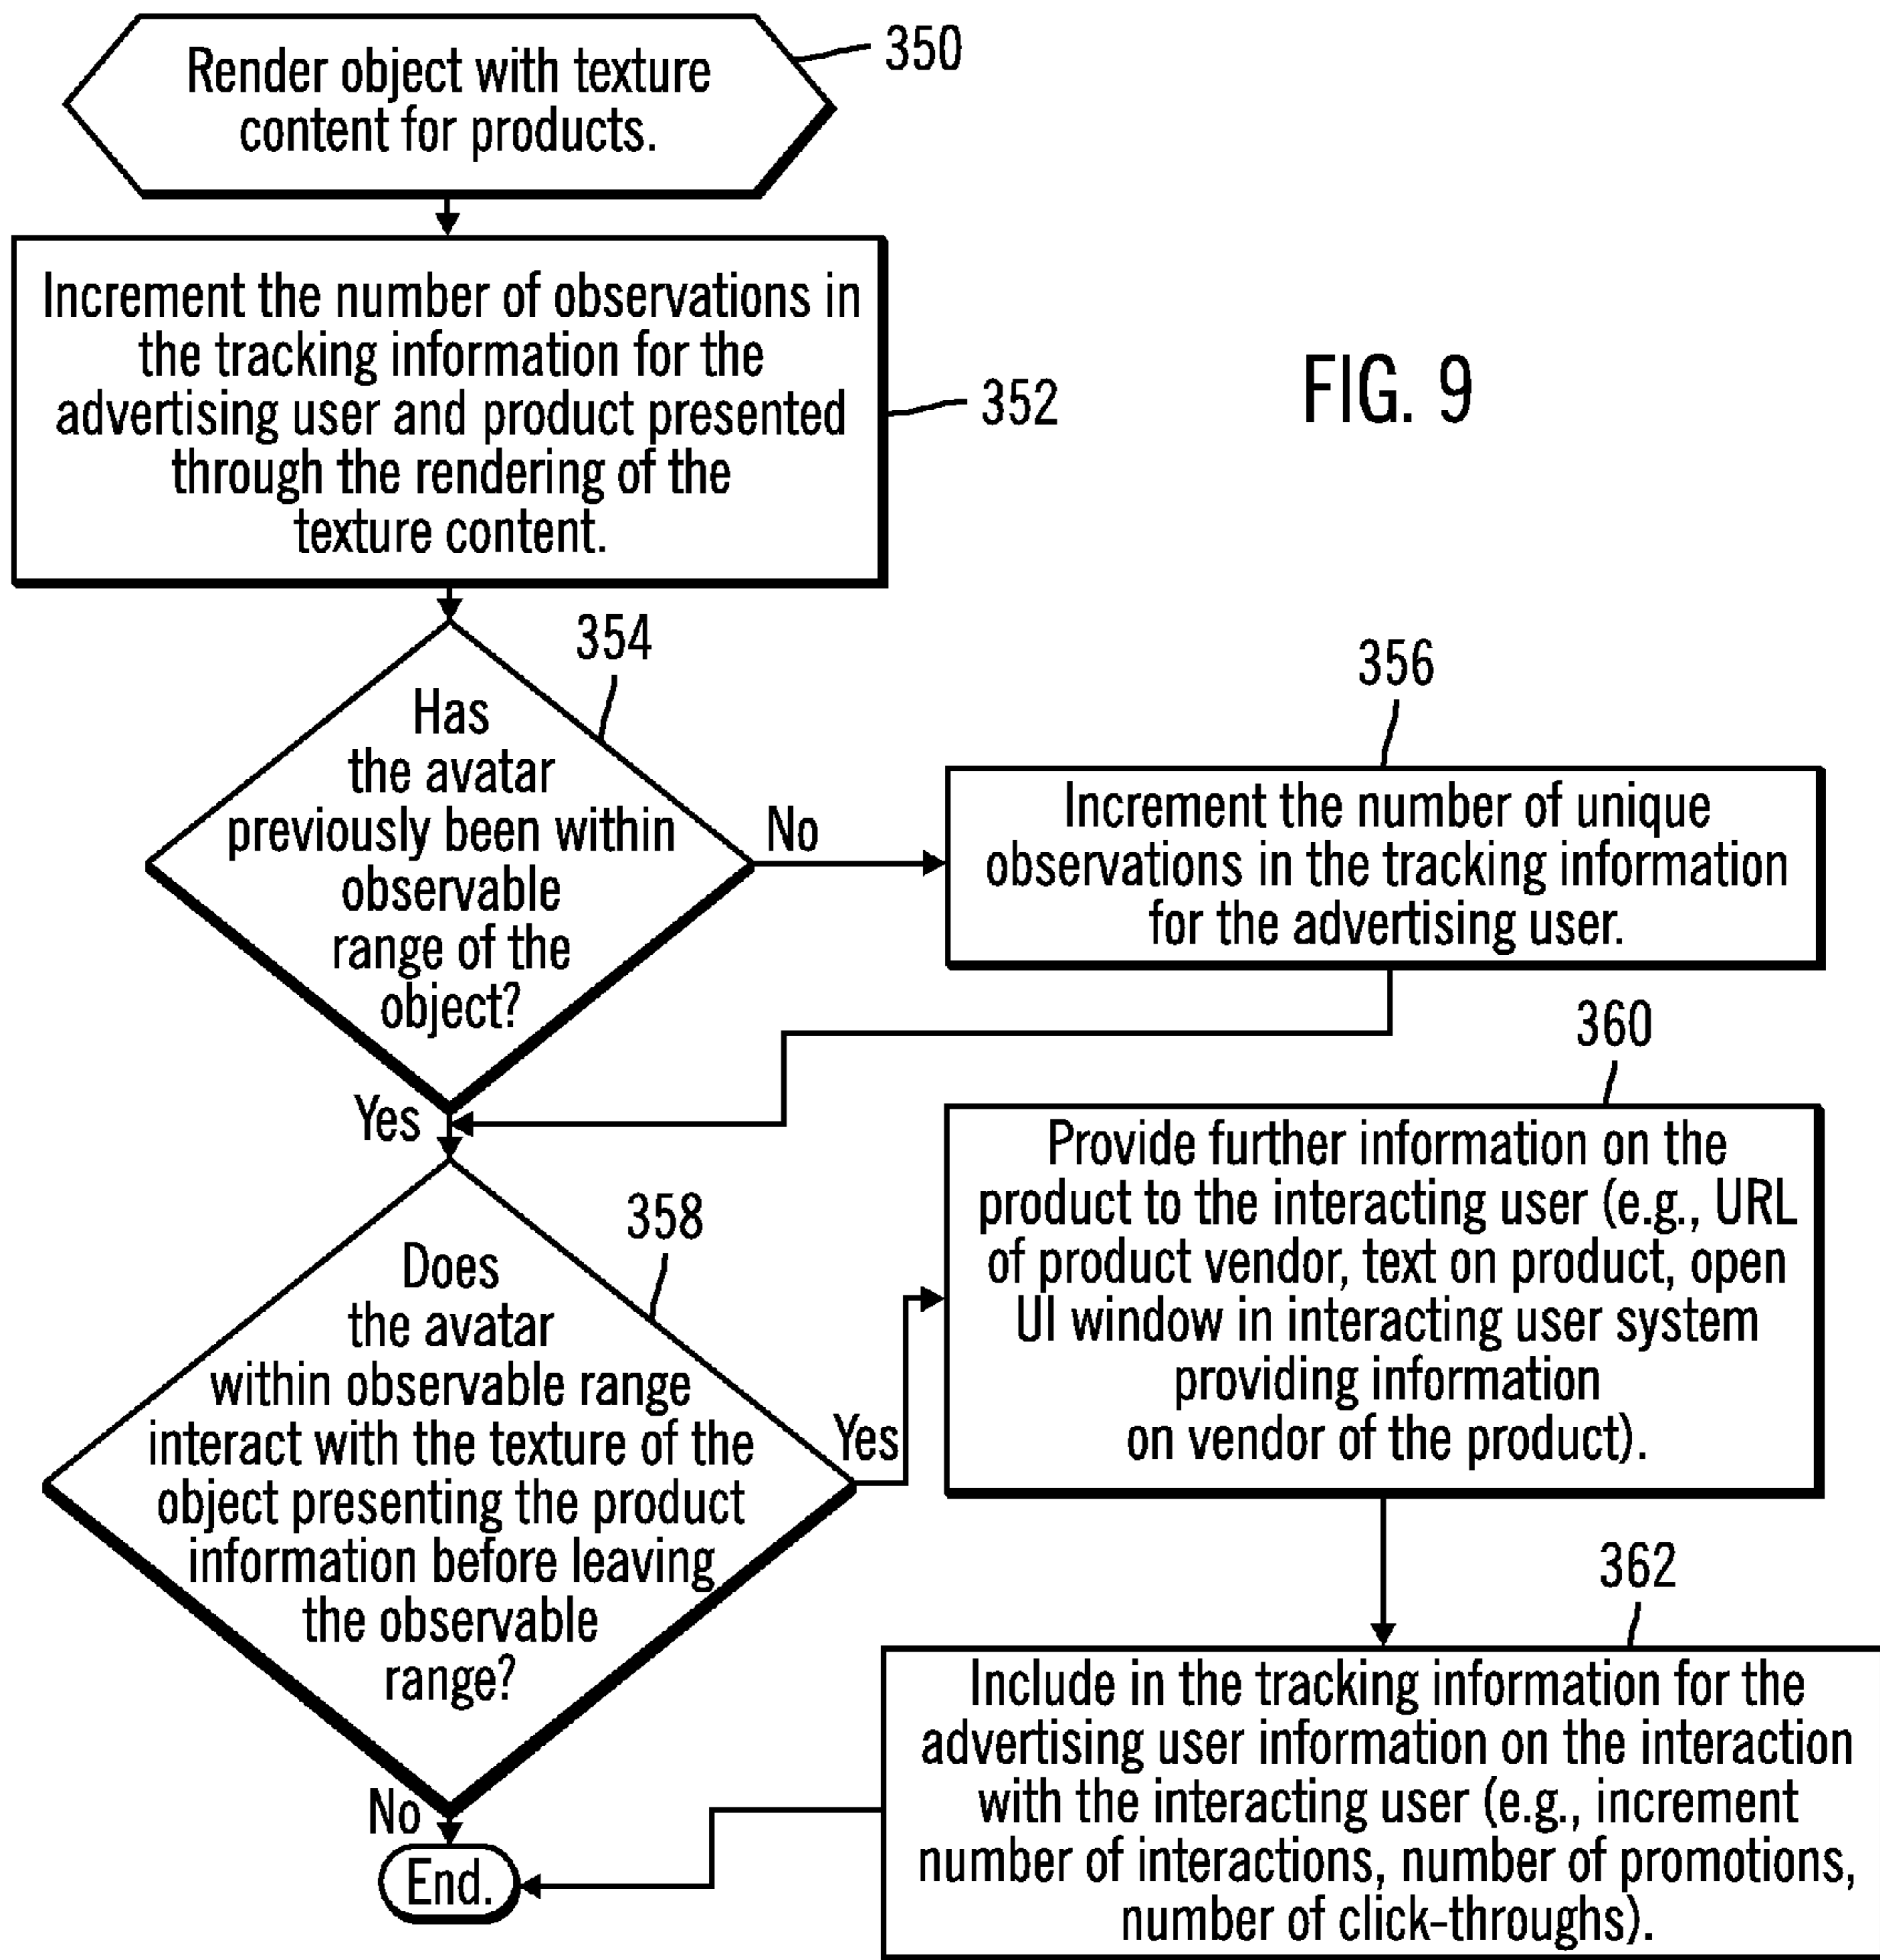 Render object with texture
content for products.
350
Increment the number of observations in
the tracking information for the
advertising user and product presented
through the rendering of the
texture content.
352
FIG. 9
354
Has
the avatar
previously been within
observable
range of the
object?
No
Yes
356
Increment the number of unique
observations in the tracking information
for the advertising user.
358
Does
the avatar
within observable range
interact with the texture of the
object presenting the product
information before leaving
the observable
range?
Yes
No
360
Provide further information on the
product to the interacting user (e.g., URL
of product vendor, text on product, open
UI window in interacting user system
providing information
on vendor of the product).
362
Include in the tracking information for the
advertising user information on the interaction
with the interacting user (e.g., increment
number of interactions, number of promotions,
number of click-throughs).
End.